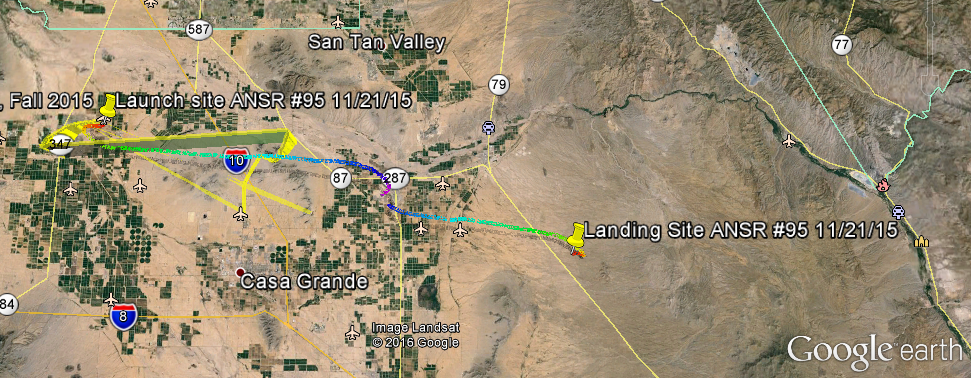 587
San Tan Valley
77
79
, Fall 2015
Launch site ANSR #95 11/21/15
347
10
87
287
Landing Site ANSR #95 11/21/15
Casa Grande
84
8
Image Landsat
© 2016 Google
Google earth